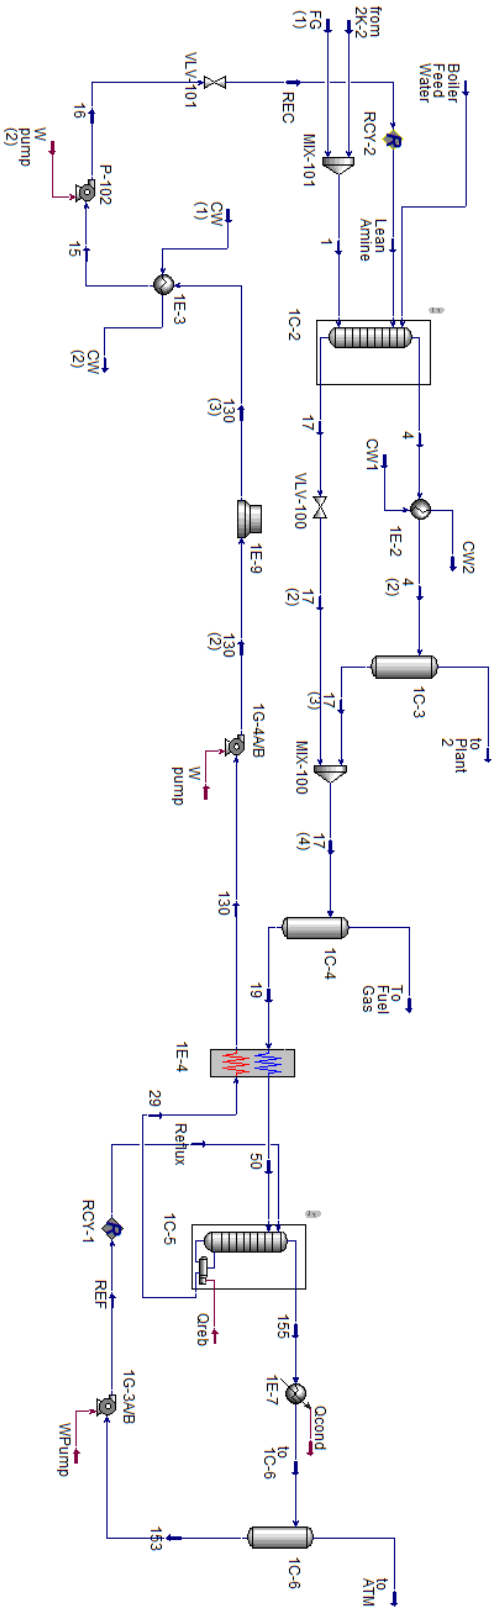 from
2K-2
FG
(1)
Boiler
Feed
Water
VLV-101
REC
RCY-2
MIX-101
16
W
pump
(2)
P-102
Lean
Amine
1
15
CW
(1)
1E-3
CW
(2)
1C-2
130
(3)
17
4
CW1
VLV-100
1E-2
CW2
1E-9
130
(2)
17
(2)
4
(2)
1C-3
17
(3)
to
Plant
2
1G-4A/B
W
pump
MIX-100
17
(4)
130
1C-4
19
To
Fuel
Gas
1E-4
29
Reflux
50
RCY-1
1C-5
REF
Qreb
155
1E-7
Qcond
1G-3A/B
WPump
to
1C-6
153
1C-6
to
ATM